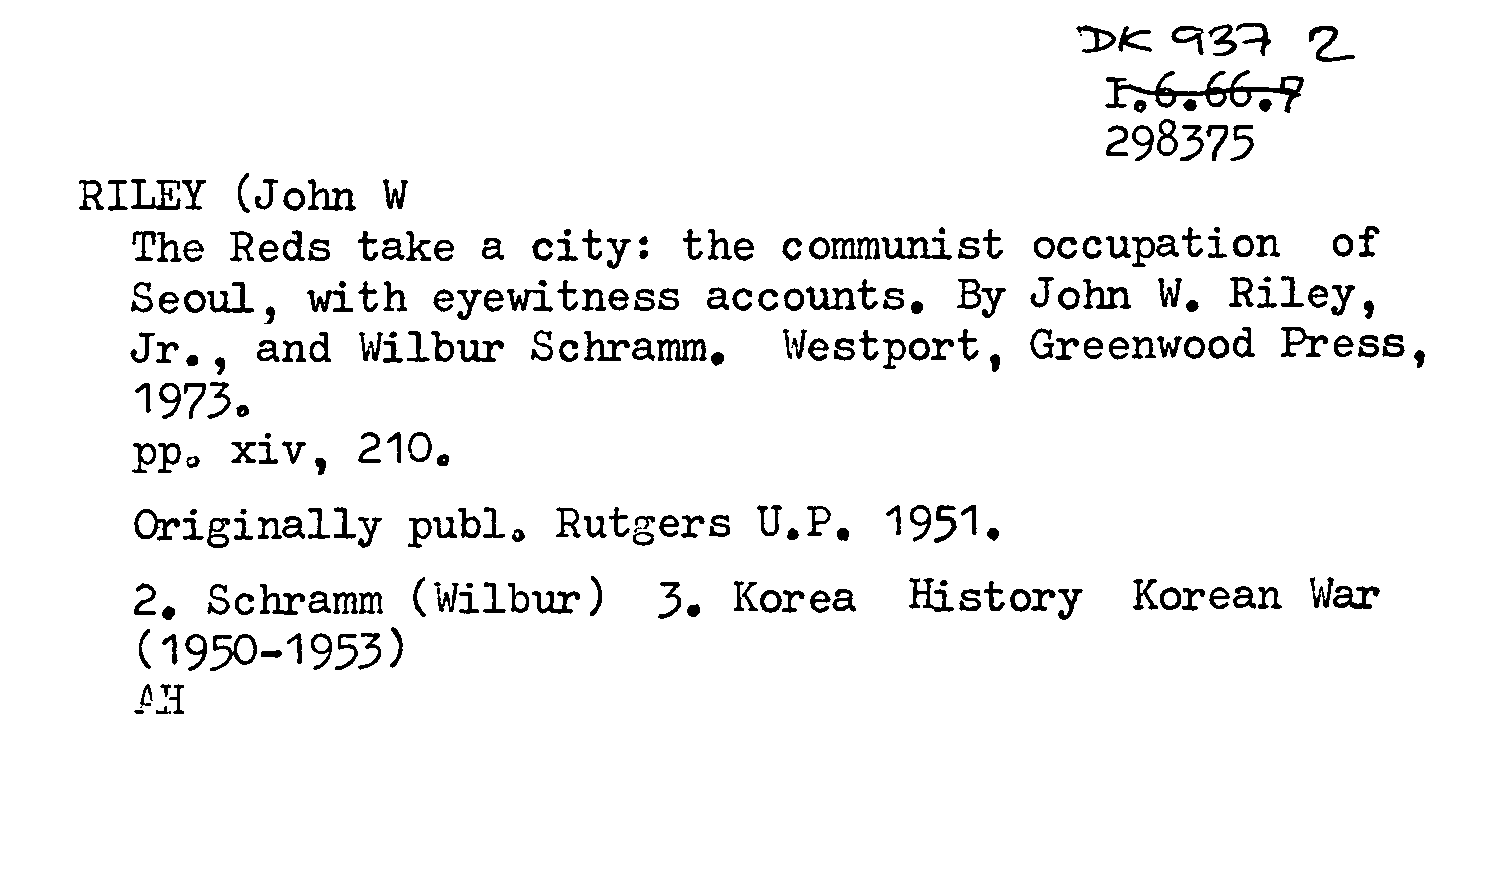 DK 937 2
I.6.66.7
298375
RILEY (John W
The Reds take a city: the communist occupation of
Seoul, with eyewitness accounts. By John W. Riley,
Jr., and Wilbur Schramm. Westport, Greenwood Press,
1973.
pp. xiv, 210.
Originally publ. Rutgers U.P. 1951.
2. Schramm (Wilbur) 3. Korea History Korean War
(1950-1953)
AH